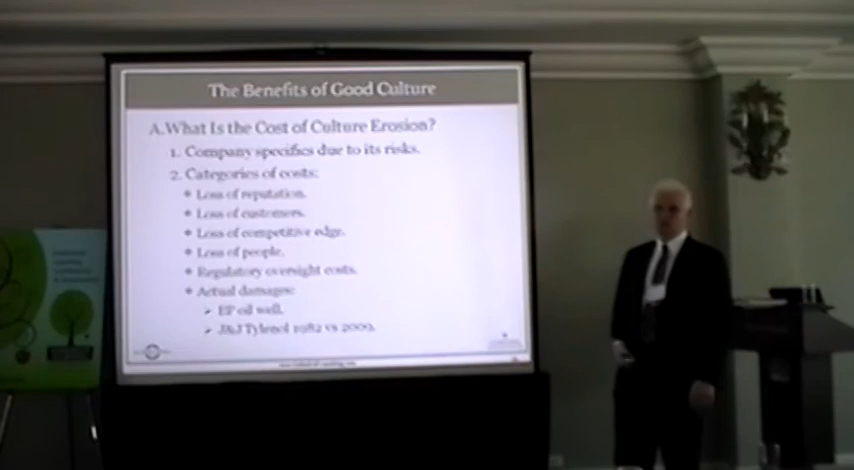 The Benefits of Good Culture
A. What Is the Cost of Culture Erosion?
1. Company specifics due to its risks.
2. Categories of costs:
Loss of reputation.
Loss of customers.
Loss of competitive edge.
Loss of people.
Regulatory oversight costs.
Actual damages:
oil well.
J&J Tylenol 1982 vs 2009.